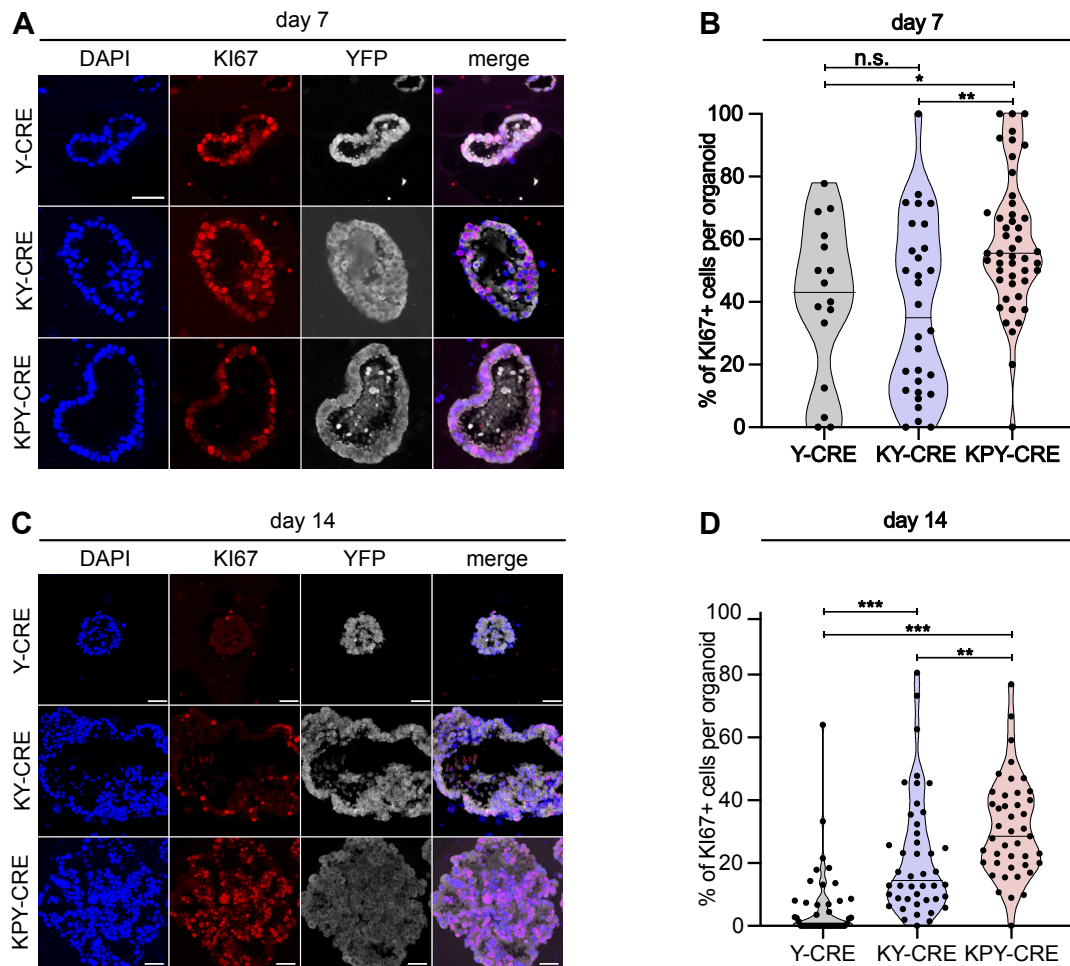 A
day 7
DAPI KI67 YFP merge
Y-CRE
KY-CRE
KPY-CRE
B
day 7
n.s.
*
**
% of KI67+ cells per organoid
100
80
60
40
20
0
Y-CRE KY-CRE KPY-CRE
C
day 14
DAPI KI67 YFP merge
Y-CRE
KY-CRE
KPY-CRE
D
day 14
***
***
**
% of KI67+ cells per organoid
100
80
60
40
20
0
Y-CRE KY-CRE KPY-CRE